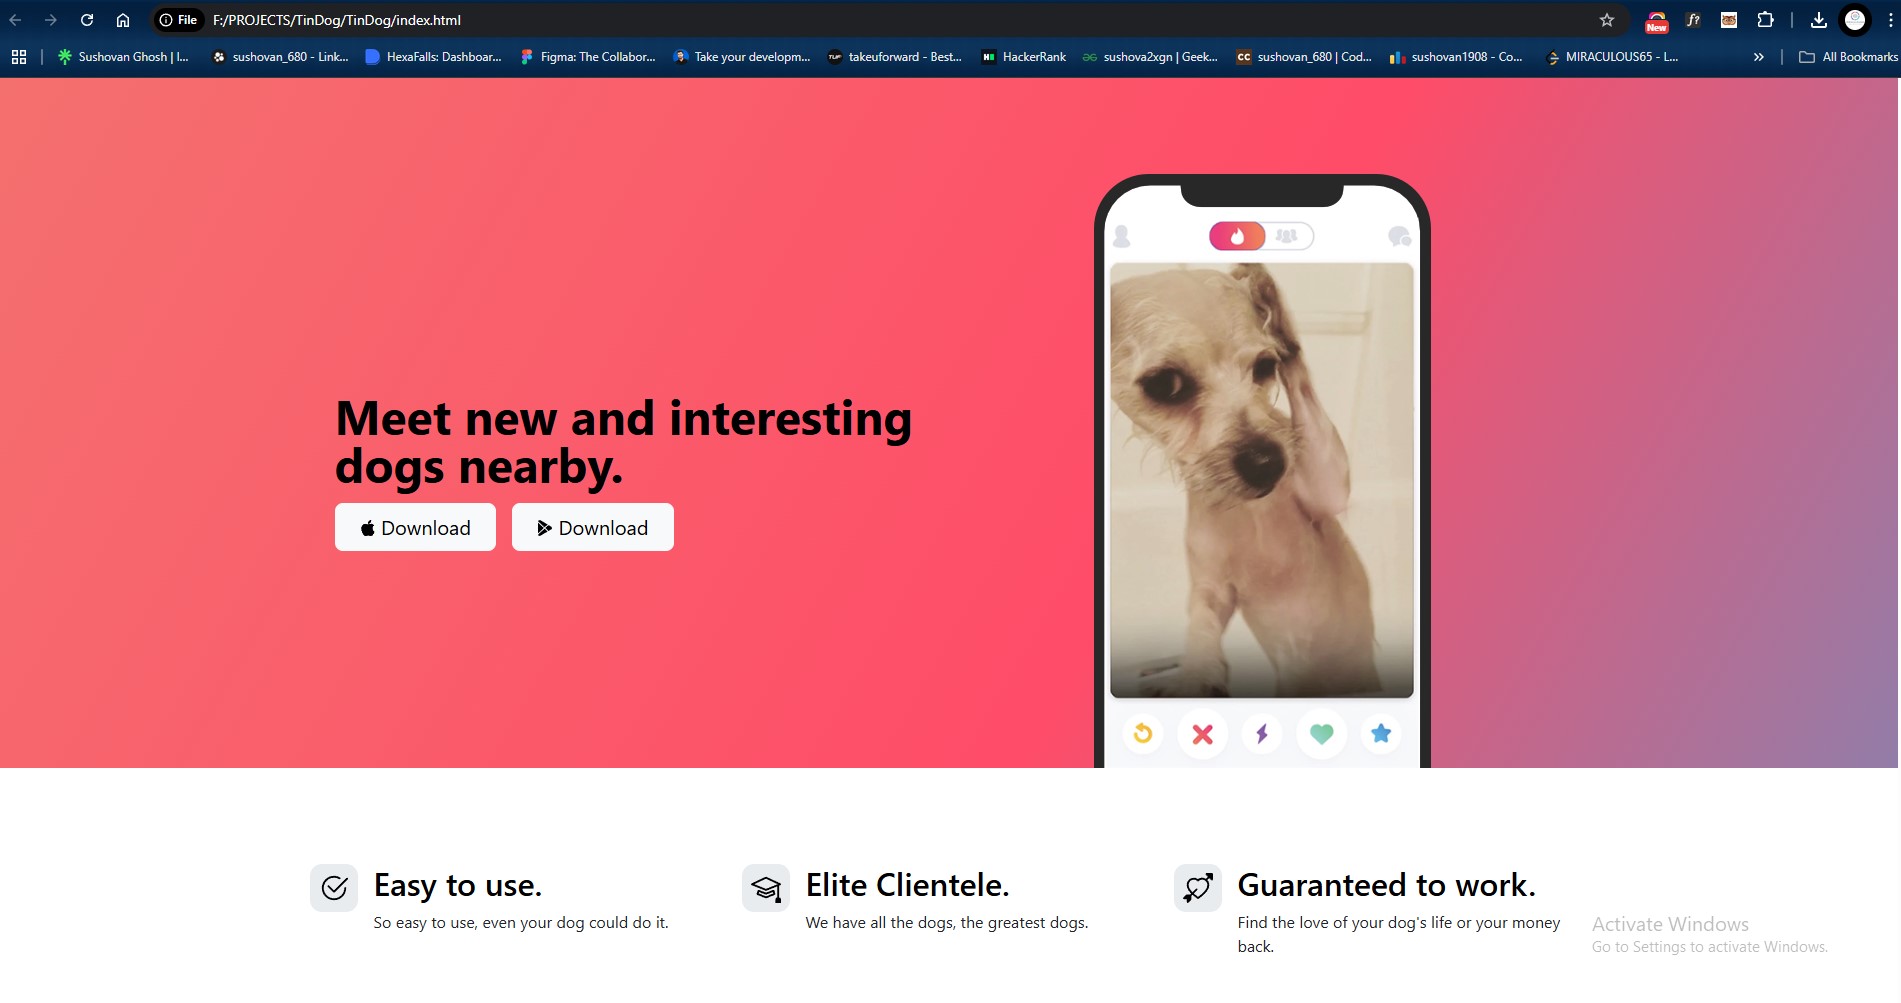 File F:/PROJECTS/TinDog/TinDog/index.html
New
f?
Sushovan Ghosh | I... sushovan_680 - Link... HexaFalls: Dashboar... Figma: The Collabor... Take your developm... takeuforward - Best... HackerRank sushova2xgn | Geek... sushovan_680 | Cod... sushovan1908 - Co... MIRACULOUS65 - L... » All Bookmarks
TUF
CC
Meet new and interesting
dogs nearby.
Download Download
Easy to use.
So easy to use, even your dog could do it.
Elite Clientele.
We have all the dogs, the greatest dogs.
Guaranteed to work.
Find the love of your dog's life or your money
back.
Activate Windows
Go to Settings to activate Windows.